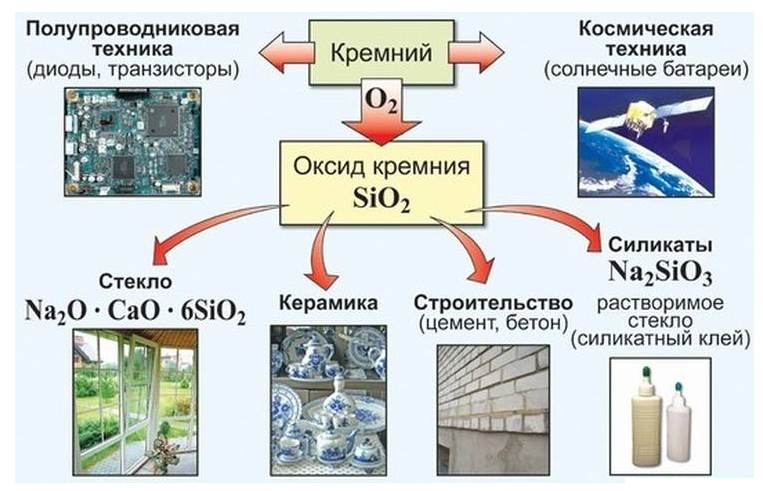 Полупроводниковая
техника
(диоды, транзисторы)
Кремний
Космическая
техника
(солнечные батареи)
O₂
Оксид кремния
SiO₂
Стекло
Na₂O · CaO · 6SiO₂
Керамика
Строительство
(цемент, бетон)
Силикаты
Na₂SiO₃
растворимое
стекло
(силикатный клей)